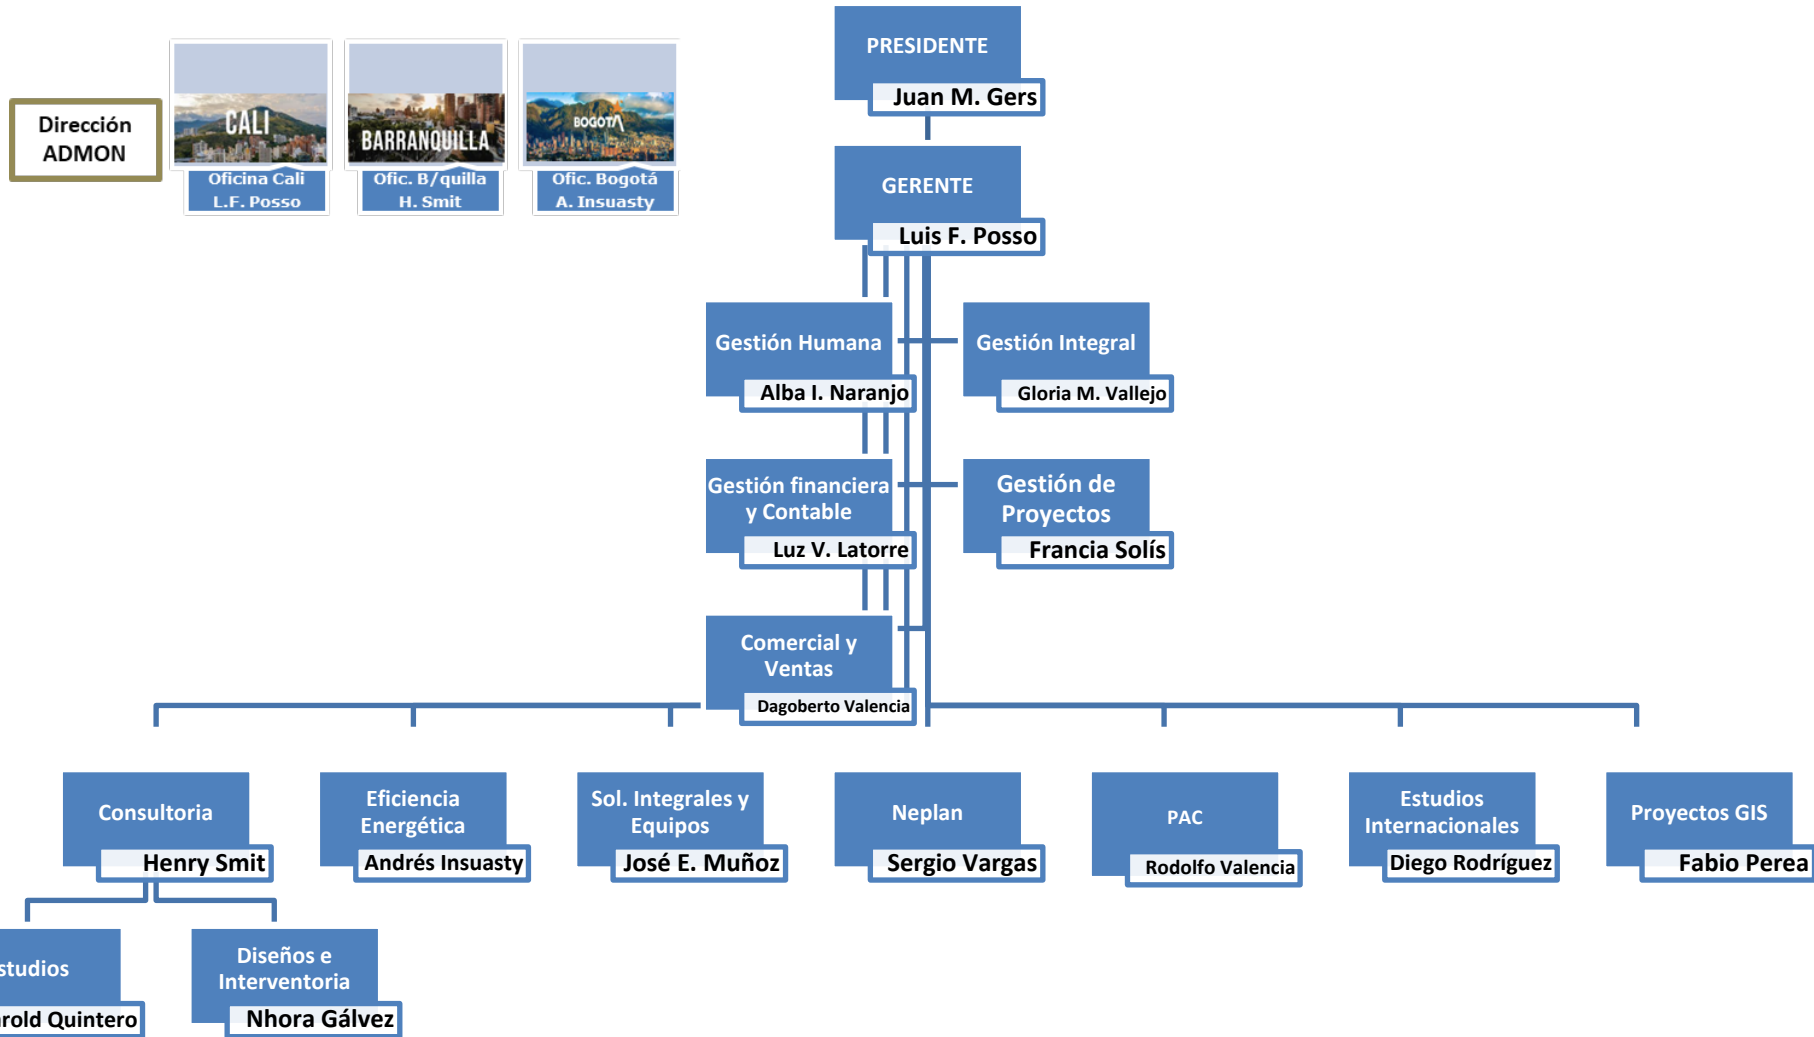 Dirección
ADMON
CALI
Oficina Cali
L.F. Posso
BARRANQUILLA
Ofic. B/quilla
H. Smit
BOGOTÁ
Ofic. Bogotá
A. Insuasty
PRESIDENTE
Juan M. Gers
GERENTE
Luis F. Posso
Gestión Humana
Alba I. Naranjo
Gestión Integral
Gloria M. Vallejo
Gestión financiera
y Contable
Luz V. Latorre
Gestión de
Proyectos
Francia Solís
Comercial y
Ventas
Dagoberto Valencia
Consultoria
Henry Smit
Eficiencia
Energética
Andrés Insuasty
Sol. Integrales y
Equipos
José E. Muñoz
Neplan
Sergio Vargas
PAC
Rodolfo Valencia
Estudios
Internacionales
Diego Rodríguez
Proyectos GIS
Fabio Perea
studios
rold Quintero
Diseños e
Interventoria
Nhora Gálvez